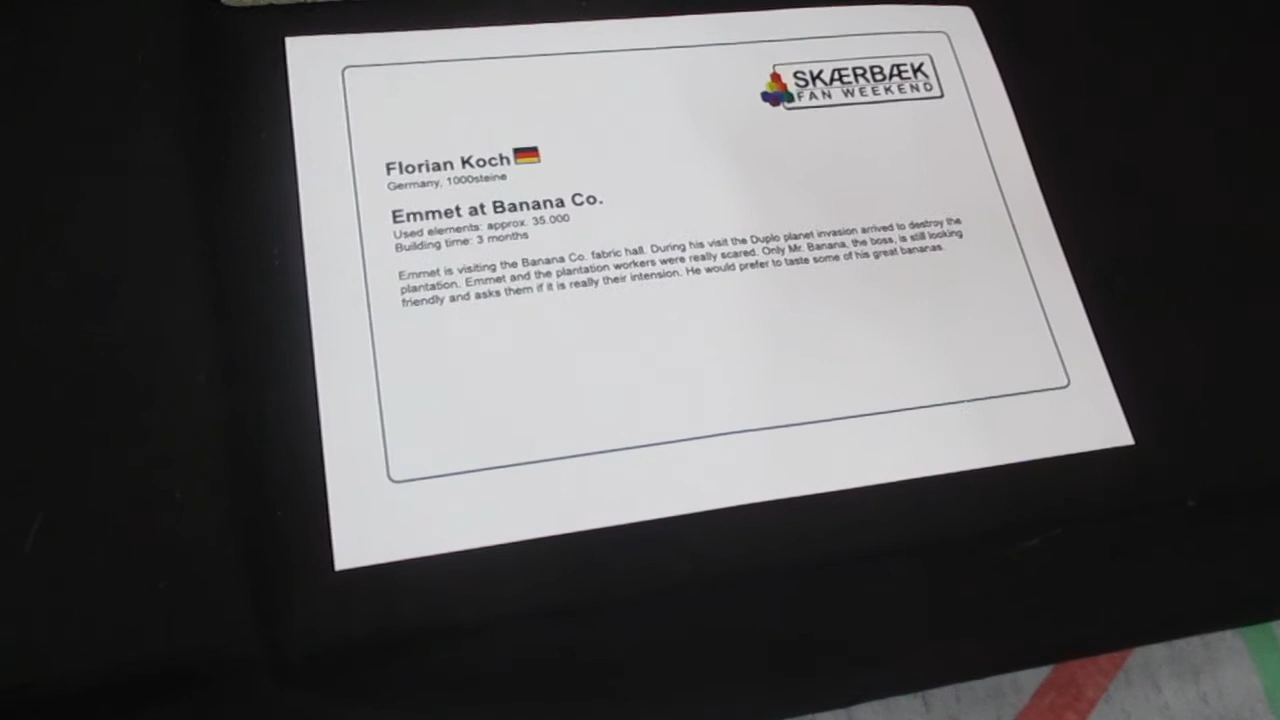 SKÆRBÆK
FAN WEEKEND
Florian Koch
Germany, 1000steine
Emmet at Banana Co.
Used elements: approx. 35.000
Building time: 3 months
Emmet is visiting the Banana Co. fabric hall. During his visit the Duplo planet invasion arrived to destroy the
plantation. Emmet and the plantation workers were really scared. Only Mr. Banana, the boss, is still looking
friendly and asks them if it is really their intension. He would prefer to taste some of his great bananas.